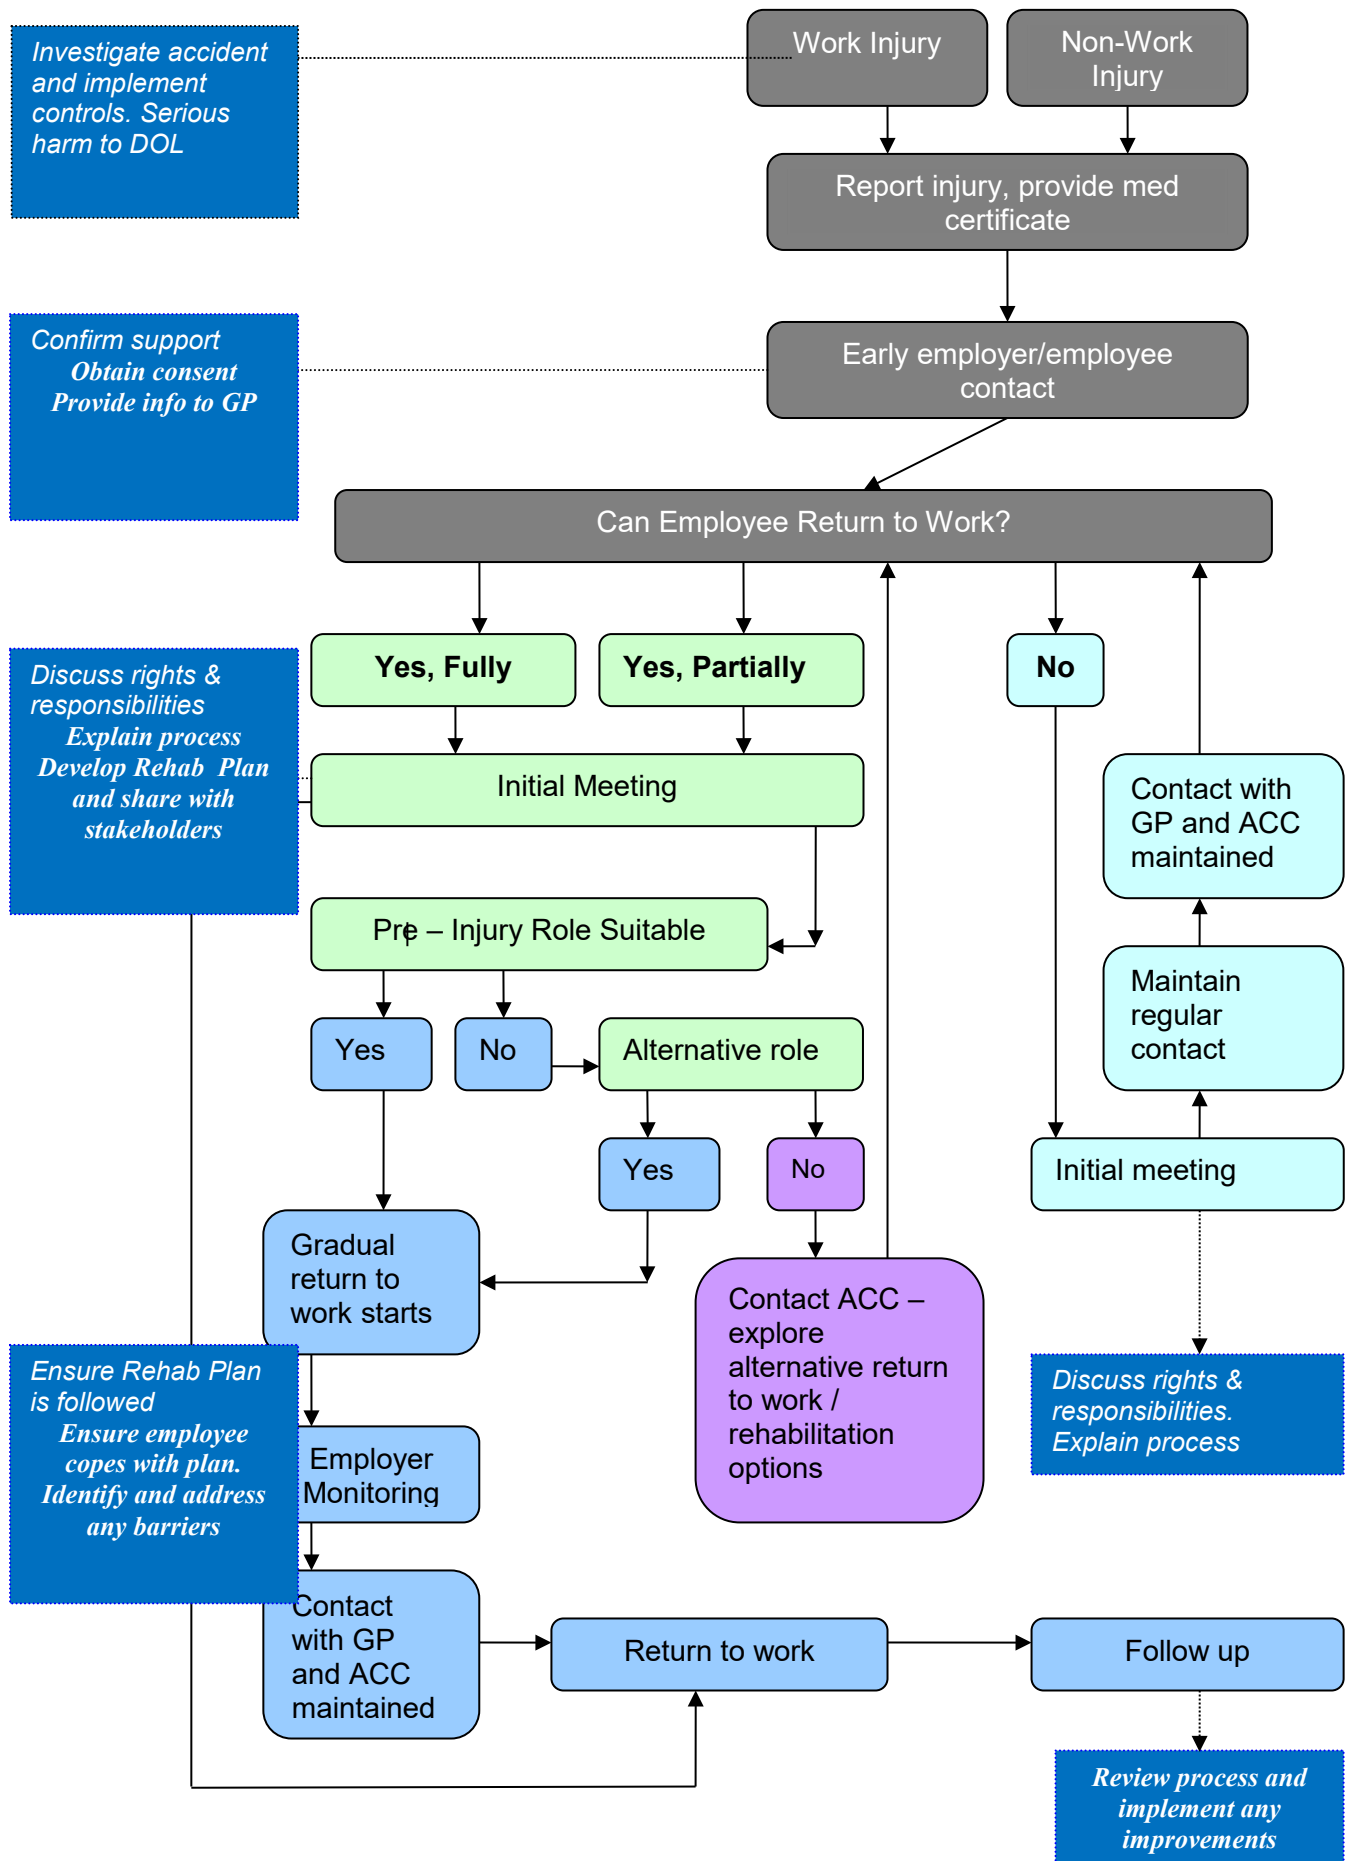 Investigate accident
and implement
controls. Serious
harm to DOL
Work Injury
Non-Work
Injury
Report injury, provide med
certificate
Confirm support
Obtain consent
Provide info to GP
Early employer/employee
contact
Can Employee Return to Work?
Yes, Fully
Yes, Partially
No
Discuss rights &
responsibilities
Explain process
Develop Rehab Plan
and share with
stakeholders
Initial Meeting
Contact with
GP and ACC
maintained
Pre – Injury Role Suitable
Maintain
regular
contact
Yes
No
Alternative role
Yes
No
Initial meeting
Gradual
return to
work starts
Contact ACC –
explore
alternative return
to work /
rehabilitation
options
Discuss rights &
responsibilities.
Explain process
Ensure Rehab Plan
is followed
Ensure employee
copes with plan.
Identify and address
any barriers
Employer
Monitoring
Contact
with GP
and ACC
maintained
Return to work
Follow up
Review process and
implement any
improvements